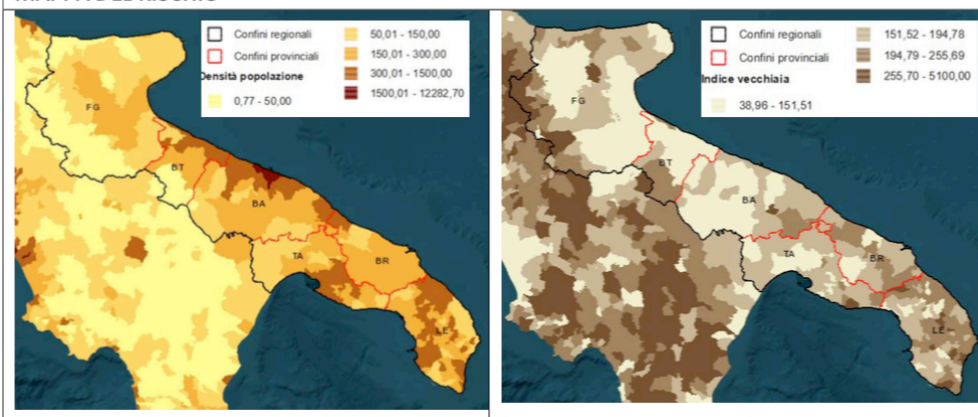 Confini regionali
Confini provinciali
Densità popolazione
0,77 - 50,00
50,01 - 150,00
150,01 - 300,00
300,01 - 1500,00
1500,01 - 12282,70
FG
BT
BA
TA
BR
LE
Confini regionali
Confini provinciali
Indice vecchiaia
38,96 - 151,51
151,52 - 194,78
194,79 - 255,69
255,70 - 5100,00
FG
BT
BA
TA
BR
LE